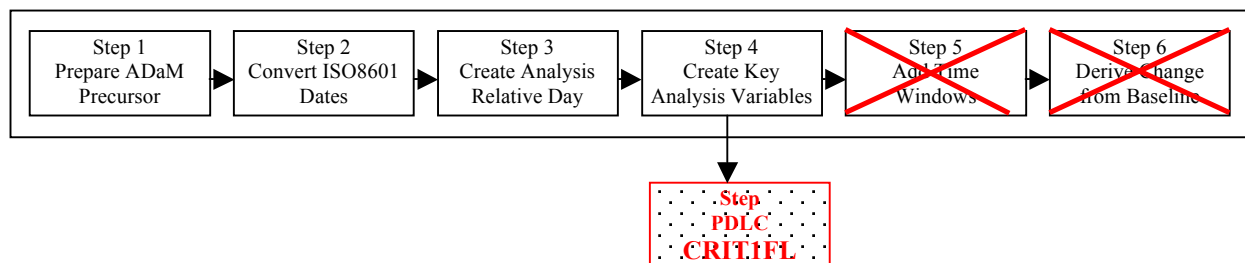 Step 1
Prepare ADaM
Precursor
Step 2
Convert ISO8601
Dates
Step 3
Create Analysis
Relative Day
Step 4
Create Key
Analysis Variables
Step 5
Add Time
Windows
Step 6
Derive Change
from Baseline
Step
PDLC
CRIT1FL